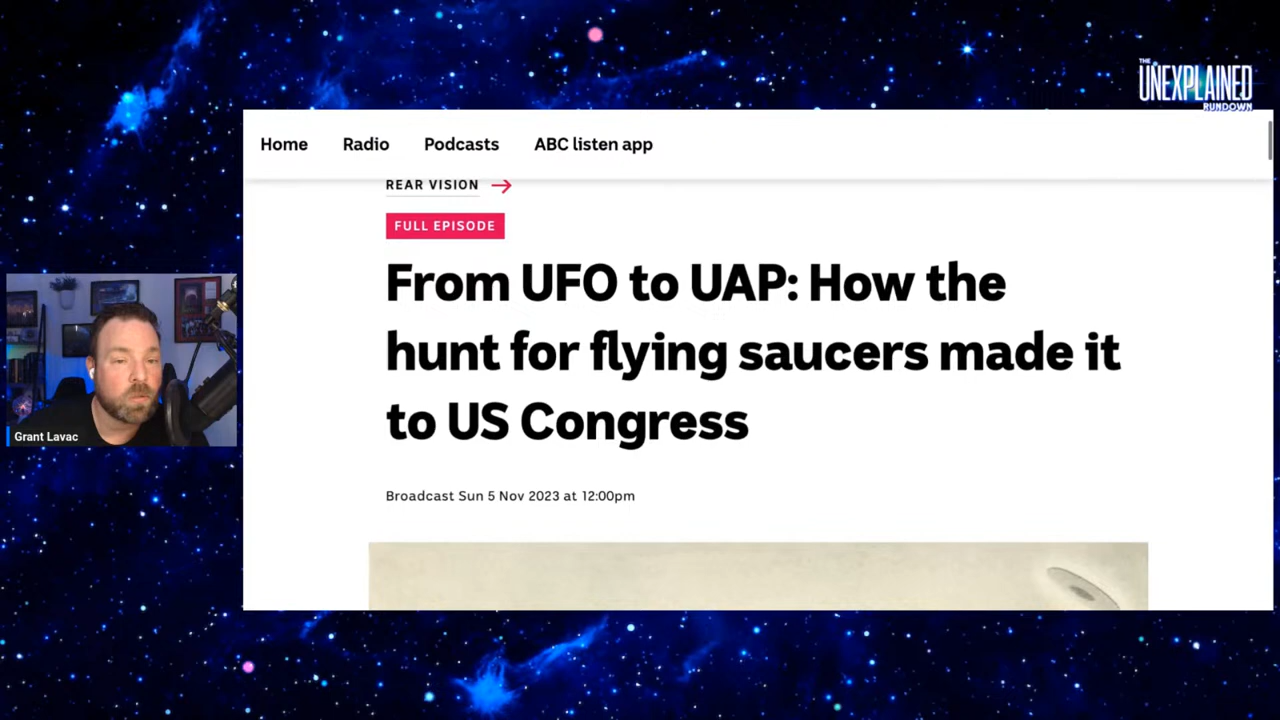 THE
UNEXPLAINED
RUNDOWN
Home Radio Podcasts ABC listen app
REAR VISION
FULL EPISODE
From UFO to UAP: How the
hunt for flying saucers made it
to US Congress
Broadcast Sun 5 Nov 2023 at 12:00pm
Grant Lavac